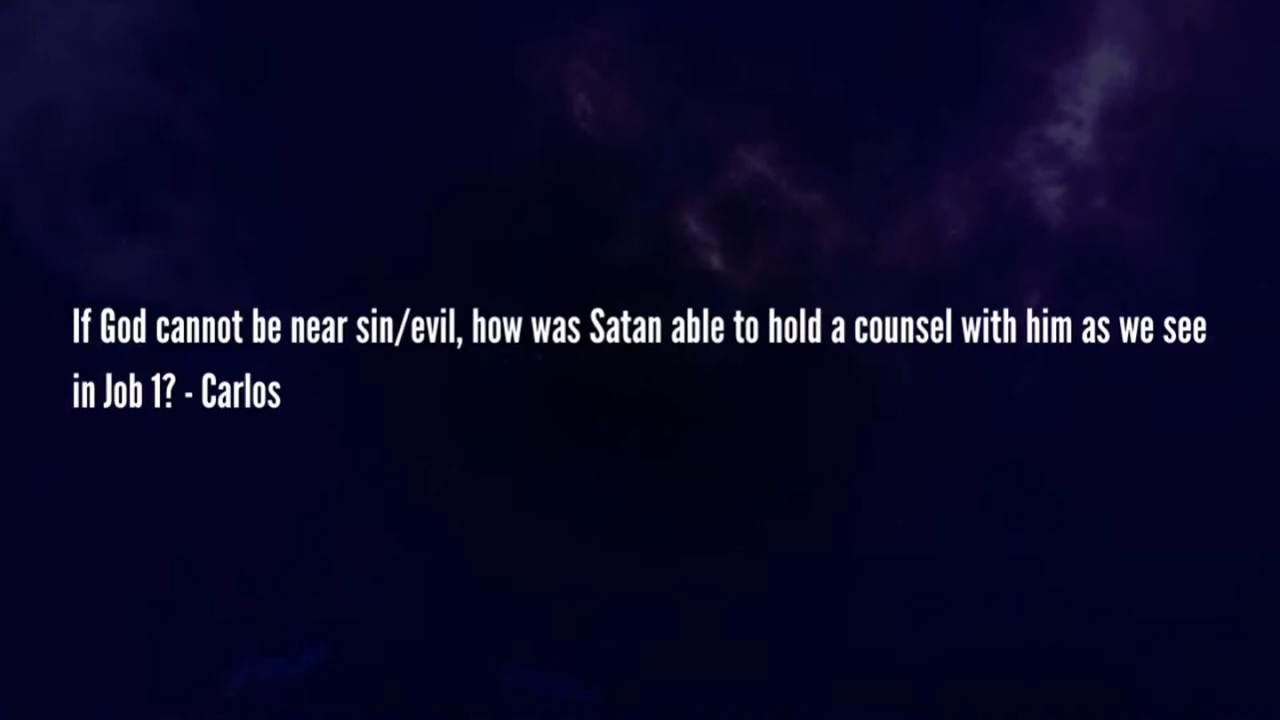 If God cannot be near sin/evil, how was Satan able to hold a counsel with him as we see
in Job 1? - Carlos